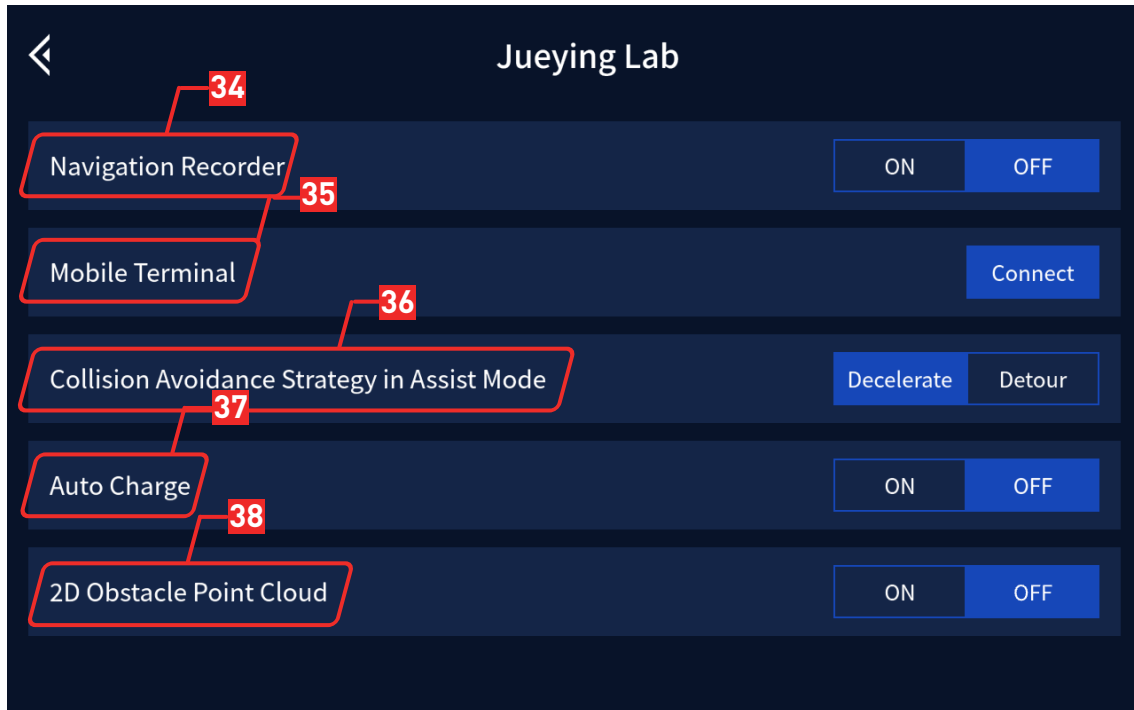 Jueying Lab
34
Navigation Recorder ON OFF
35
Mobile Terminal Connect
36
Collision Avoidance Strategy in Assist Mode Decelerate Detour
37
Auto Charge ON OFF
38
2D Obstacle Point Cloud ON OFF